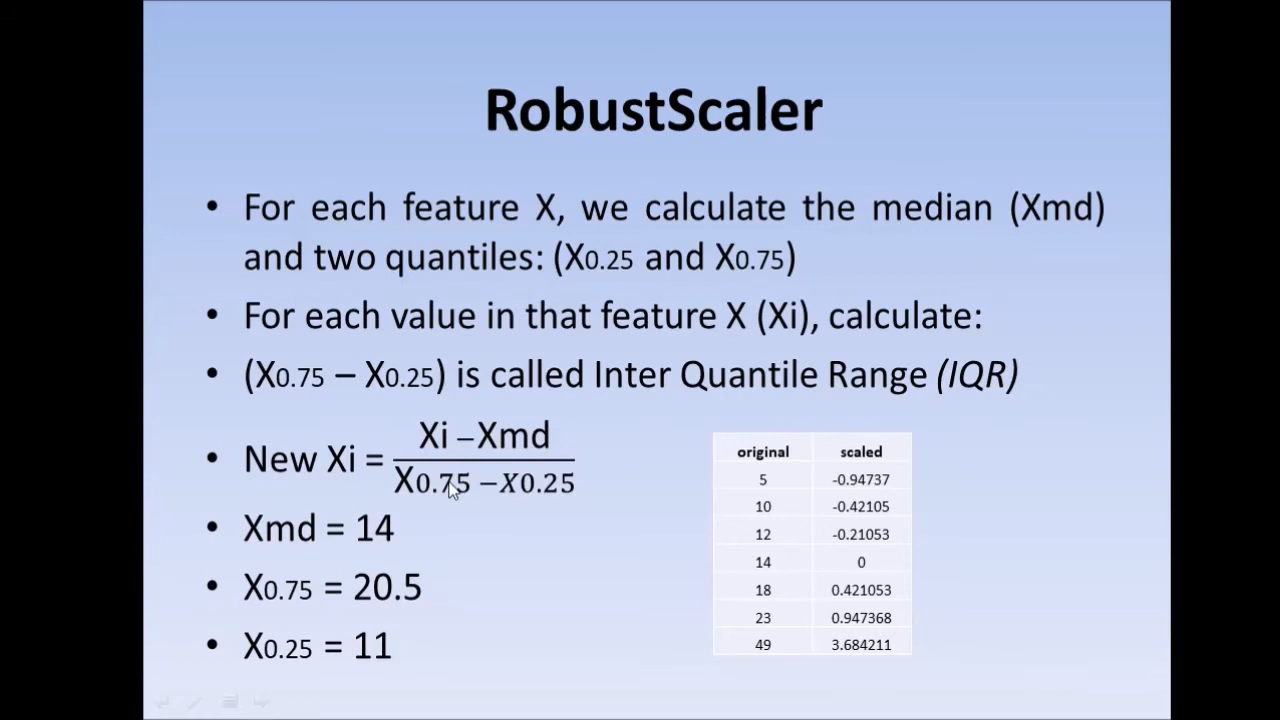 RobustScaler
• For each feature X, we calculate the median (Xmd)
and two quantiles: (X0.25 and X0.75)
• For each value in that feature X (Xi), calculate:
• (X0.75 – X0.25) is called Inter Quantile Range (IQR)
• New Xi = Xi –Xmd
X0.75 –X0.25
• Xmd = 14
• X0.75 = 20.5
• X0.25 = 11
original scaled
5 -0.94737
10 -0.42105
12 -0.21053
14 0
18 0.421053
23 0.947368
49 3.684211